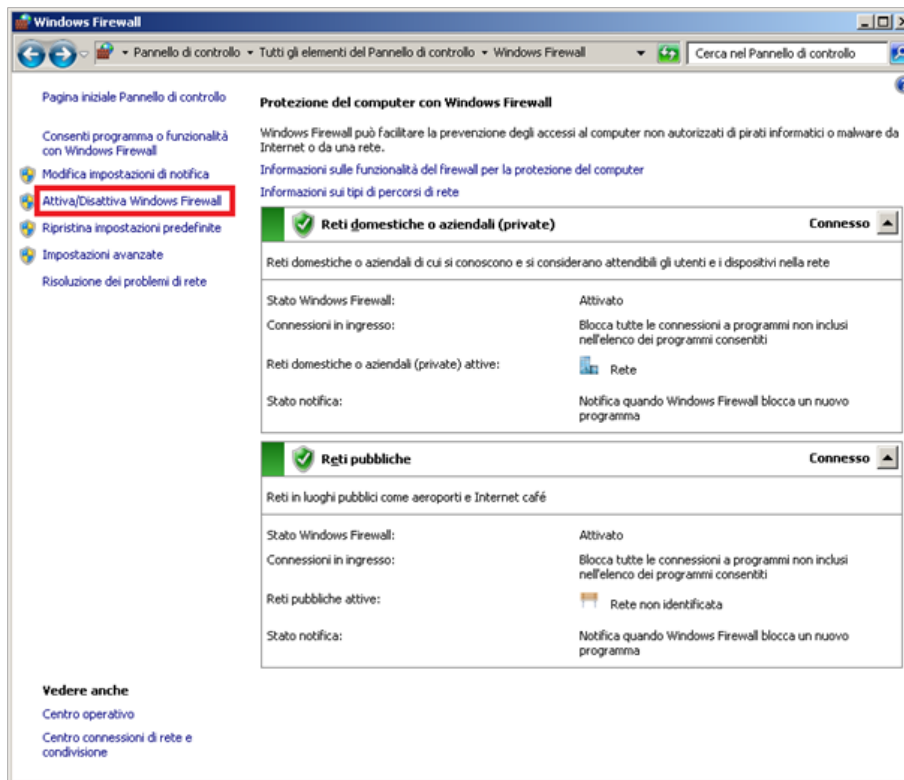 Windows Firewall
Pannello di controllo Tutti gli elementi del Pannello di controllo Windows Firewall
Cerca nel Pannello di controllo
Pagina iniziale Pannello di controllo
Consenti programma o funzionalità
con Windows Firewall
Modifica impostazioni di notifica
Attiva/Disattiva Windows Firewall
Ripristina impostazioni predefinite
Impostazioni avanzate
Risoluzione dei problemi di rete
Protezione del computer con Windows Firewall
Windows Firewall può facilitare la prevenzione degli accessi al computer non autorizzati di pirati informatici o malware da
Internet o da una rete.
Informazioni sulle funzionalità del firewall per la protezione del computer
Informazioni sui tipi di percorsi di rete
Reti domestiche o aziendali (private) Connesso
Reti domestiche o aziendali di cui si conoscono e si considerano attendibili gli utenti e i dispositivi nella rete
Stato Windows Firewall: Attivato
Connessioni in ingresso: Blocca tutte le connessioni a programmi non inclusi
nell'elenco dei programmi consentiti
Reti domestiche o aziendali (private) attive: Rete
Stato notifica: Notifica quando Windows Firewall blocca un nuovo
programma
Reti pubbliche Connesso
Reti in luoghi pubblici come aeroporti e Internet café
Stato Windows Firewall: Attivato
Connessioni in ingresso: Blocca tutte le connessioni a programmi non inclusi
nell'elenco dei programmi consentiti
Reti pubbliche attive: Rete non identificata
Stato notifica: Notifica quando Windows Firewall blocca un nuovo
programma
Vedere anche
Centro operativo
Centro connessioni di rete e
condivisione